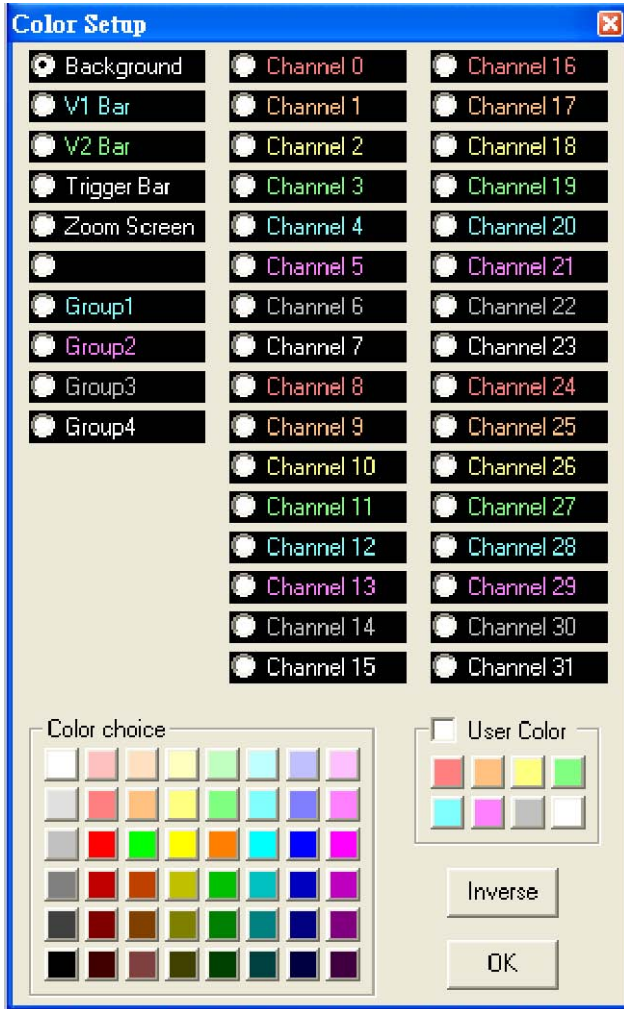 Color Setup
Background
V1 Bar
V2 Bar
Trigger Bar
Zoom Screen
Group1
Group2
Group3
Group4
Channel 0
Channel 1
Channel 2
Channel 3
Channel 4
Channel 5
Channel 6
Channel 7
Channel 8
Channel 9
Channel 10
Channel 11
Channel 12
Channel 13
Channel 14
Channel 15
Channel 16
Channel 17
Channel 18
Channel 19
Channel 20
Channel 21
Channel 22
Channel 23
Channel 24
Channel 25
Channel 26
Channel 27
Channel 28
Channel 29
Channel 30
Channel 31
Color choice
User Color
Inverse
OK